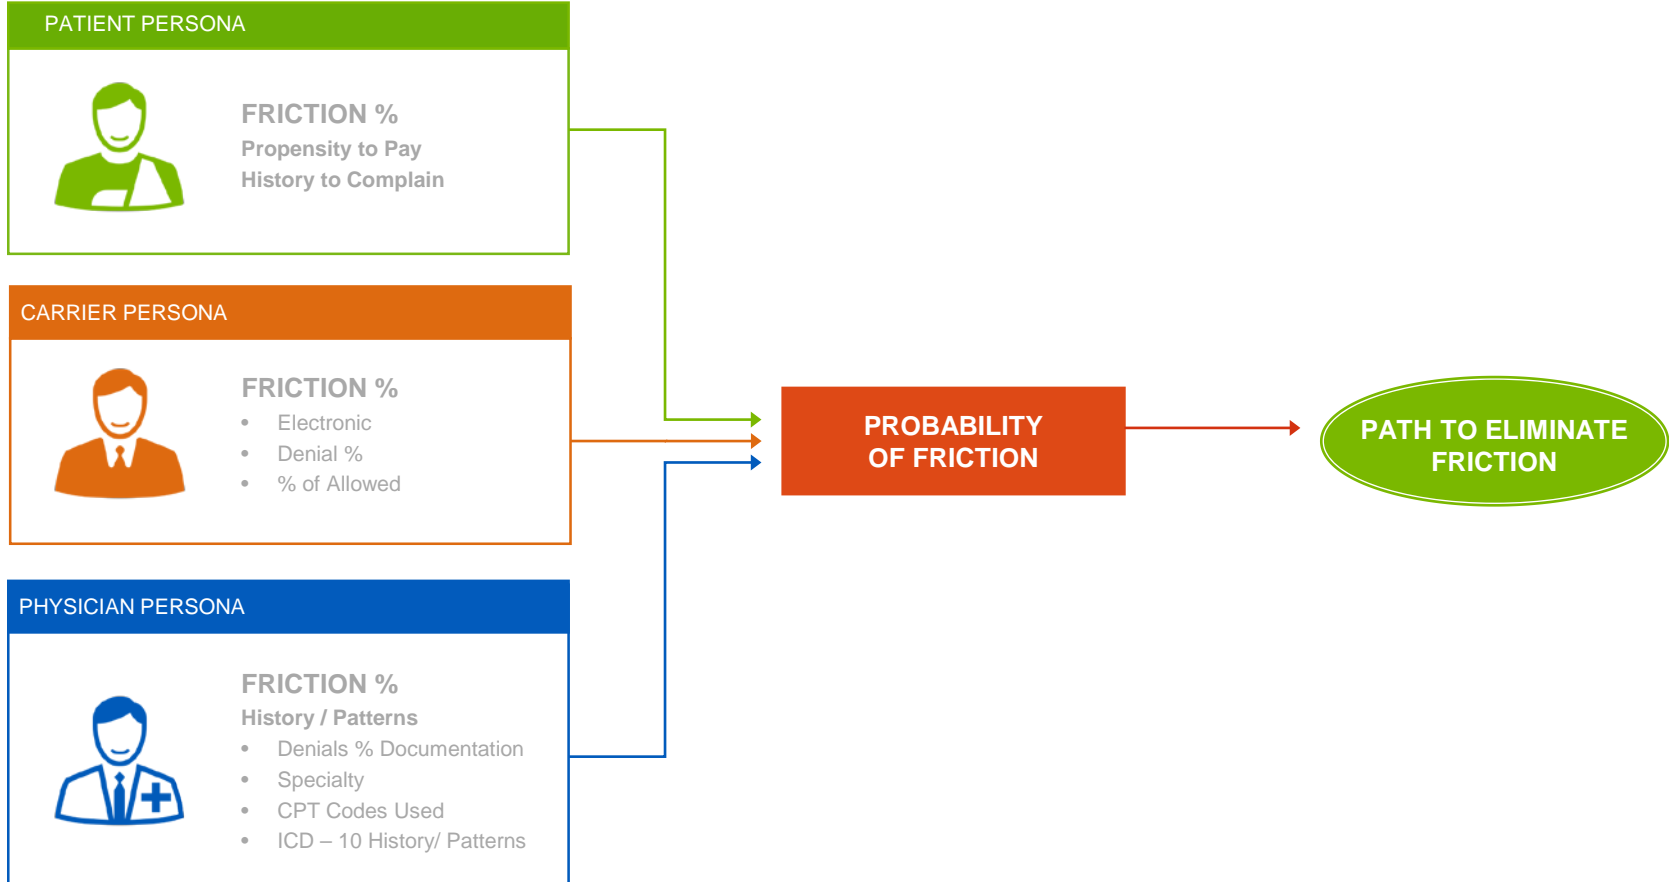 PATIENT PERSONA
FRICTION %
Propensity to Pay
History to Complain
CARRIER PERSONA
FRICTION %
• Electronic
• Denial %
• % of Allowed
PHYSICIAN PERSONA
FRICTION %
History / Patterns
• Denials % Documentation
• Specialty
• CPT Codes Used
• ICD – 10 History/ Patterns
PROBABILITY
OF FRICTION
PATH TO ELIMINATE
FRICTION